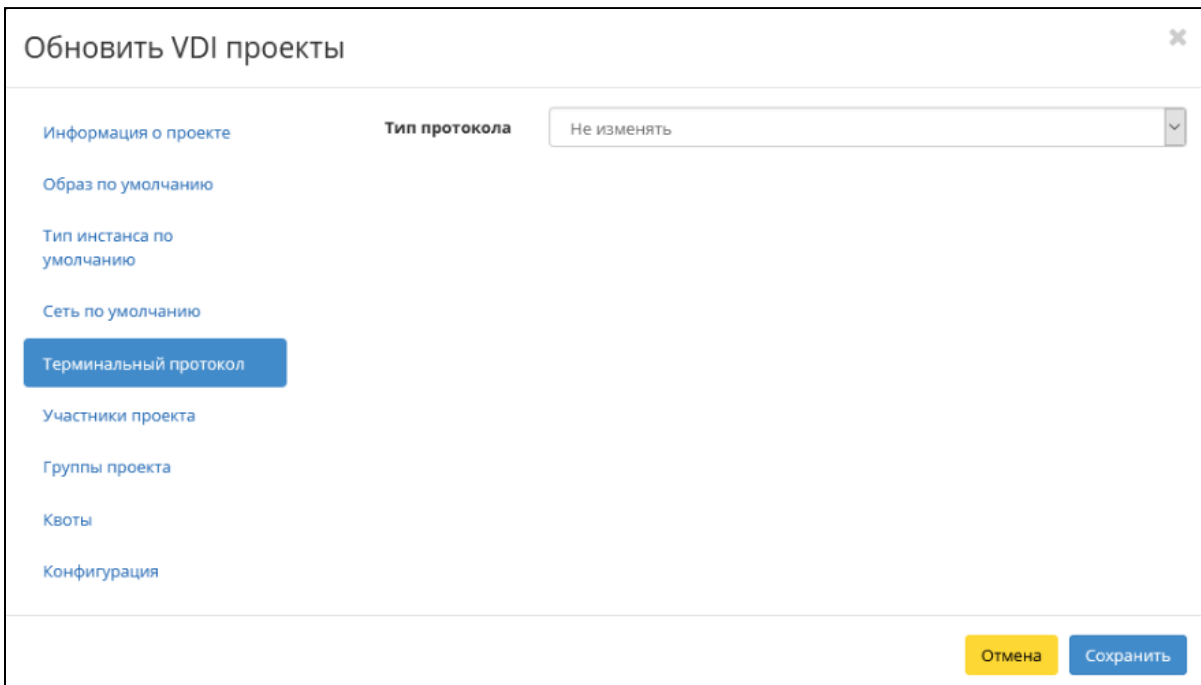 Обновить VDI проекты
Информация о проекте
Тип протокола
Не изменять
Образ по умолчанию
Тип инстанса по
умолчанию
Сеть по умолчанию
Терминальный протокол
Участники проекта
Группы проекта
Квоты
Конфигурация
Отмена
Сохранить